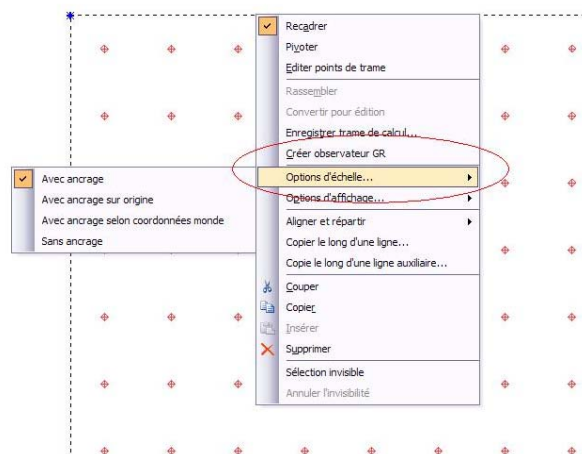 Recadrer
Pivoter
Editer points de trame
Rassembler
Convertir pour édition
Enregistrer trame de calcul...
Créer observateur GR
Options d'échelle...
Options d'affichage...
Aligner et répartir
Copier le long d'une ligne...
Copie le long d'une ligne auxiliaire...
Couper
Copier
Insérer
Supprimer
Sélection invisible
Annuler l'invisibilité
Avec ancrage
Avec ancrage sur origine
Avec ancrage selon coordonnées monde
Sans ancrage